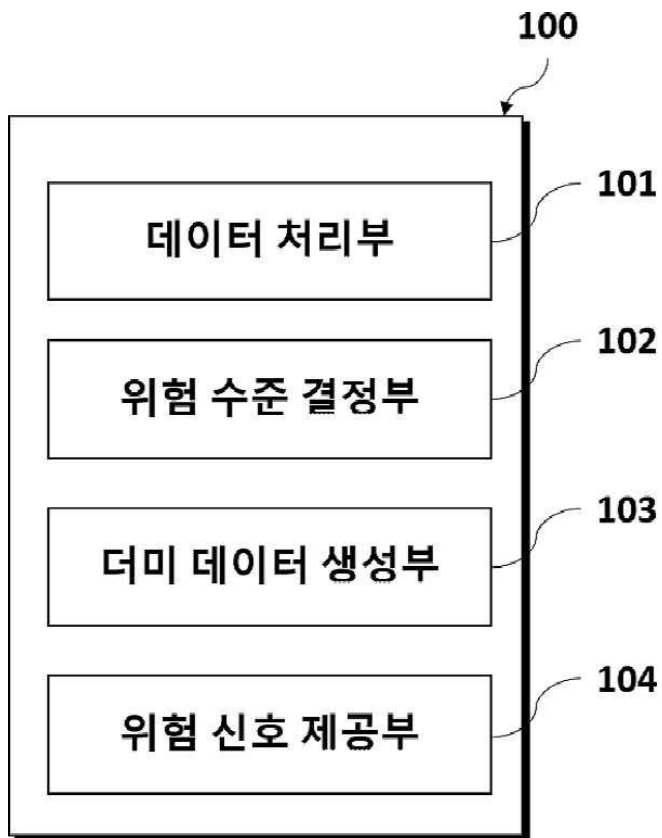 100
데이터 처리부
101
위험 수준 결정부
102
더미 데이터 생성부
103
위험 신호 제공부
104